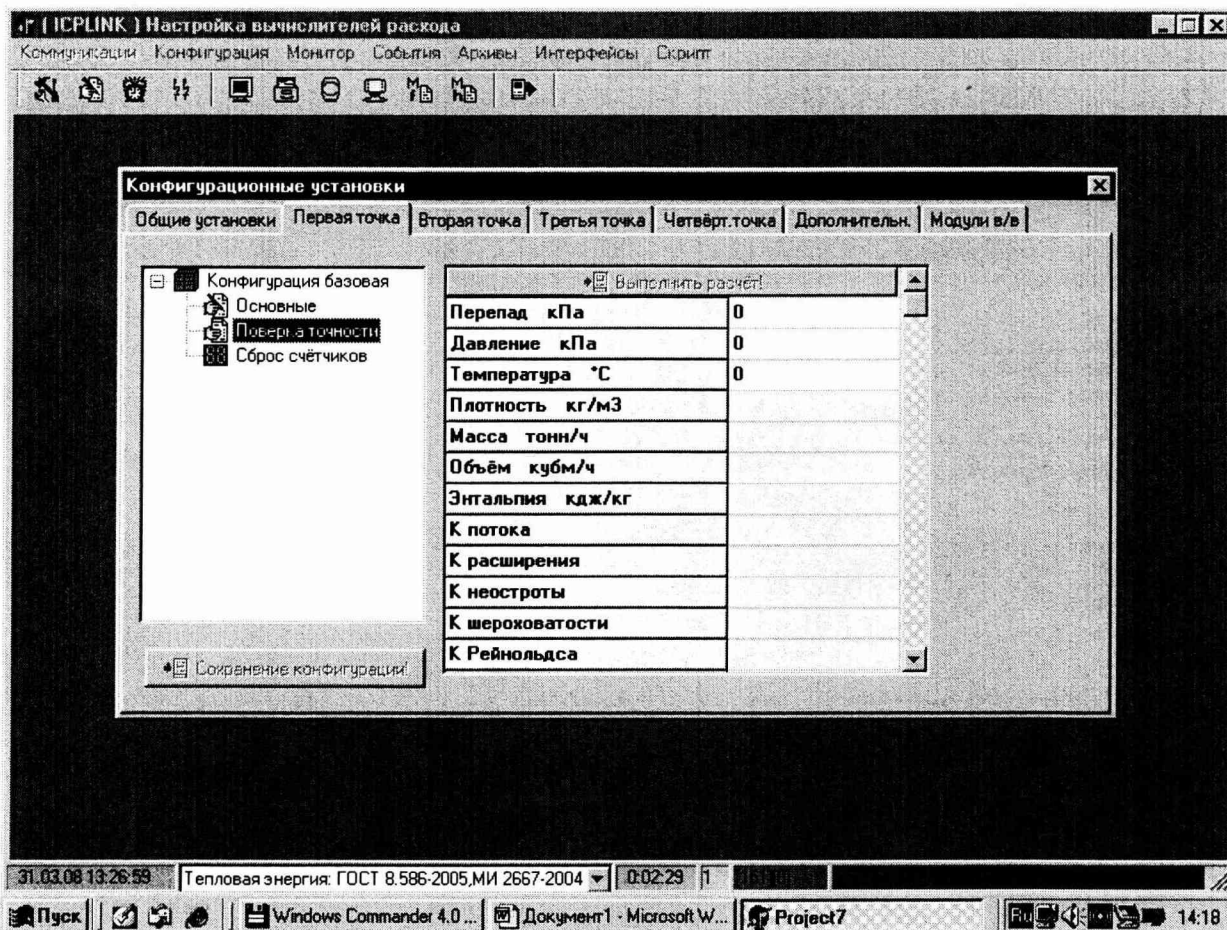 ( ICPLINK ) Настройка вычислителей расхода
Коммуникации Конфигурация Монитор События Архивы Интерфейсы Скрипт
Конфигурационные установки
Общие установки Первая точка Вторая точка Третья точка Четвёрт.точка Дополнительн. Модули в/в
Конфигурация базовая
Основные
Поверка точности
Сброс счётчиков
Сохранение конфигурации!
Выполнить расчёт!
Перепад кПа 0
Давление кПа 0
Температура °C 0
Плотность кг/м3
Масса тонн/ч
Объём кубм/ч
Энтальпия кдж/кг
К потока
К расширения
К неостроты
К шероховатости
К Рейнольдса
31.03.08 13:26:59 Тепловая энергия: ГОСТ 8.586-2005,МИ 2667-2004 0:02:29 1
Пуск Windows Commander 4.0 ... Документ1 - Microsoft W... Project7 Ru 14:18